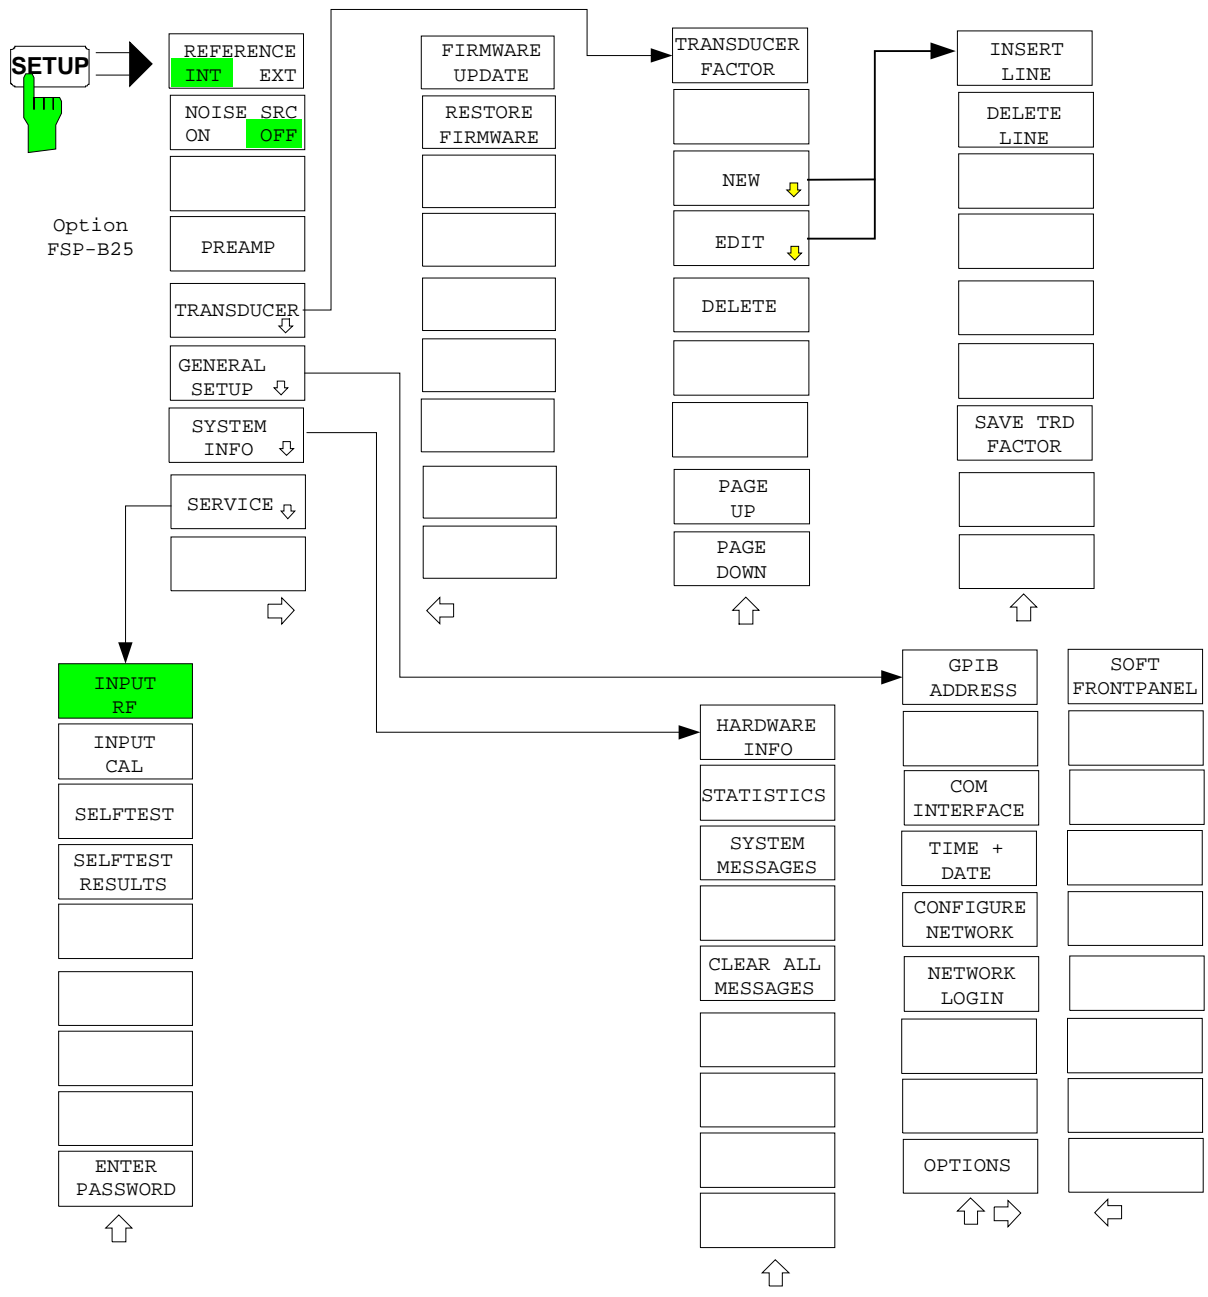 SETUP
REFERENCE
INT EXT
NOISE SRC
ON OFF
Option
FSP-B25
PREAMP
TRANSDUCER
GENERAL
SETUP
SYSTEM
INFO
SERVICE
FIRMWARE
UPDATE
RESTORE
FIRMWARE
TRANSDUCER
FACTOR
NEW
EDIT
DELETE
PAGE
UP
PAGE
DOWN
INSERT
LINE
DELETE
LINE
SAVE TRD
FACTOR
INPUT
RF
INPUT
CAL
SELFTEST
SELFTEST
RESULTS
ENTER
PASSWORD
HARDWARE
INFO
STATISTICS
SYSTEM
MESSAGES
CLEAR ALL
MESSAGES
GPIB
ADDRESS
COM
INTERFACE
TIME +
DATE
CONFIGURE
NETWORK
NETWORK
LOGIN
OPTIONS
SOFT
FRONTPANEL